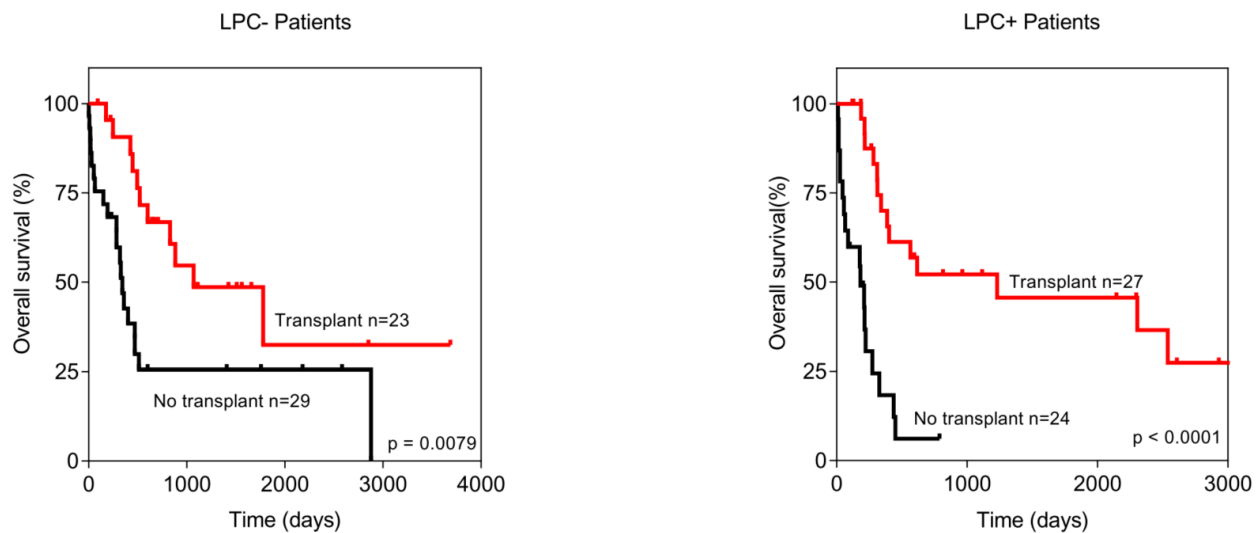 LPC- Patients
100
75
50
25
0
Overall survival (%)
Transplant n=23
No transplant n=29
p = 0.0079
0 1000 2000 3000 4000
Time (days)
LPC+ Patients
100
75
50
25
0
Overall survival(%)
Transplant n=27
No transplant n=24
p < 0.0001
0 1000 2000 3000
Time (days)